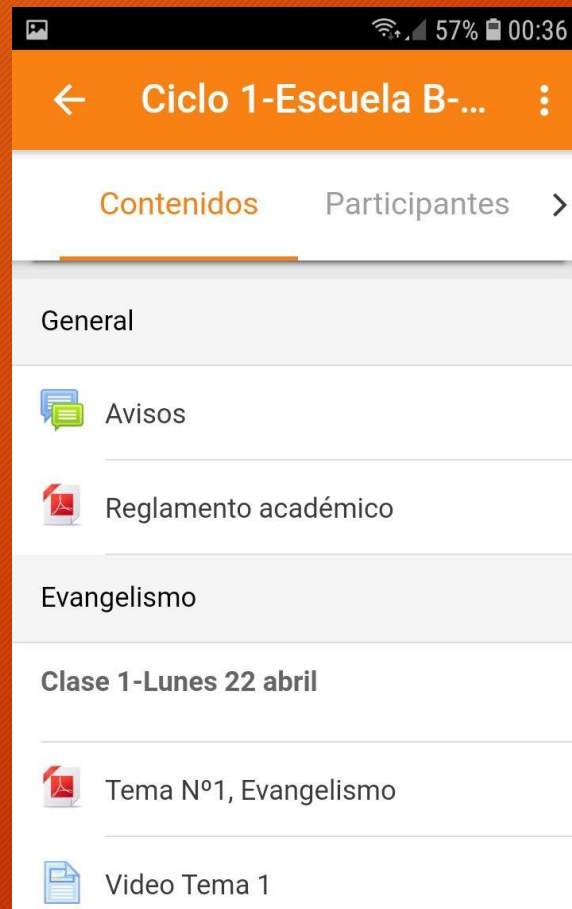 57% 00:36
Ciclo 1-Escuela B-...
Contenidos Participantes
General
Avisos
Reglamento académico
Evangelismo
Clase 1-Lunes 22 abril
Tema Nº1, Evangelismo
Video Tema 1